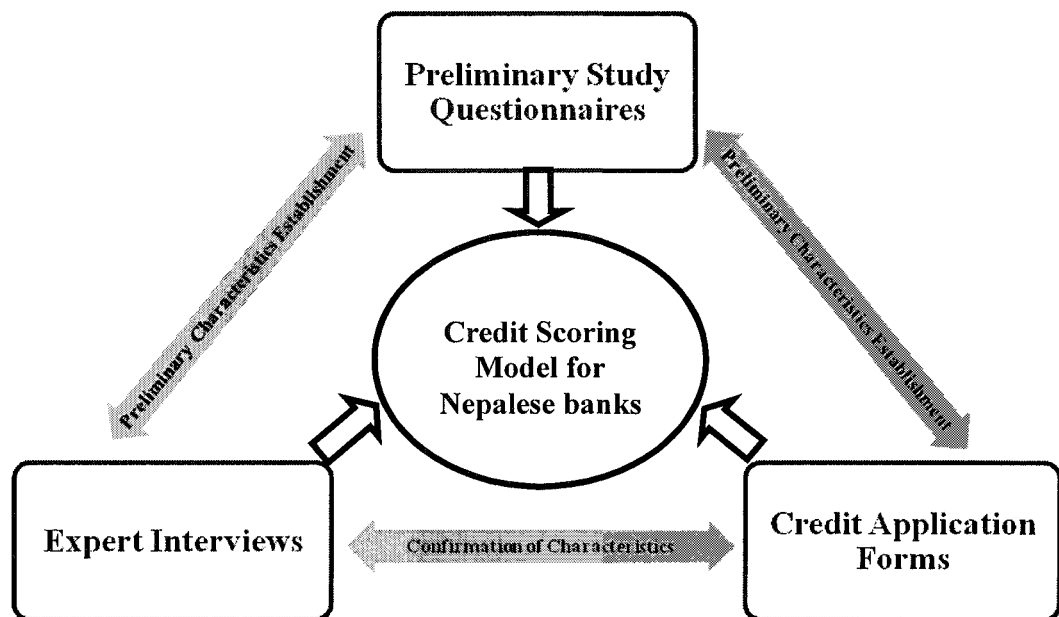 Preliminary Study
Questionnaires
Preliminary Characteristics Establishment
Preliminary Characteristics Establishment
Credit Scoring
Model for
Nepalese banks
Expert Interviews
Confirmation of Characteristics
Credit Application
Forms